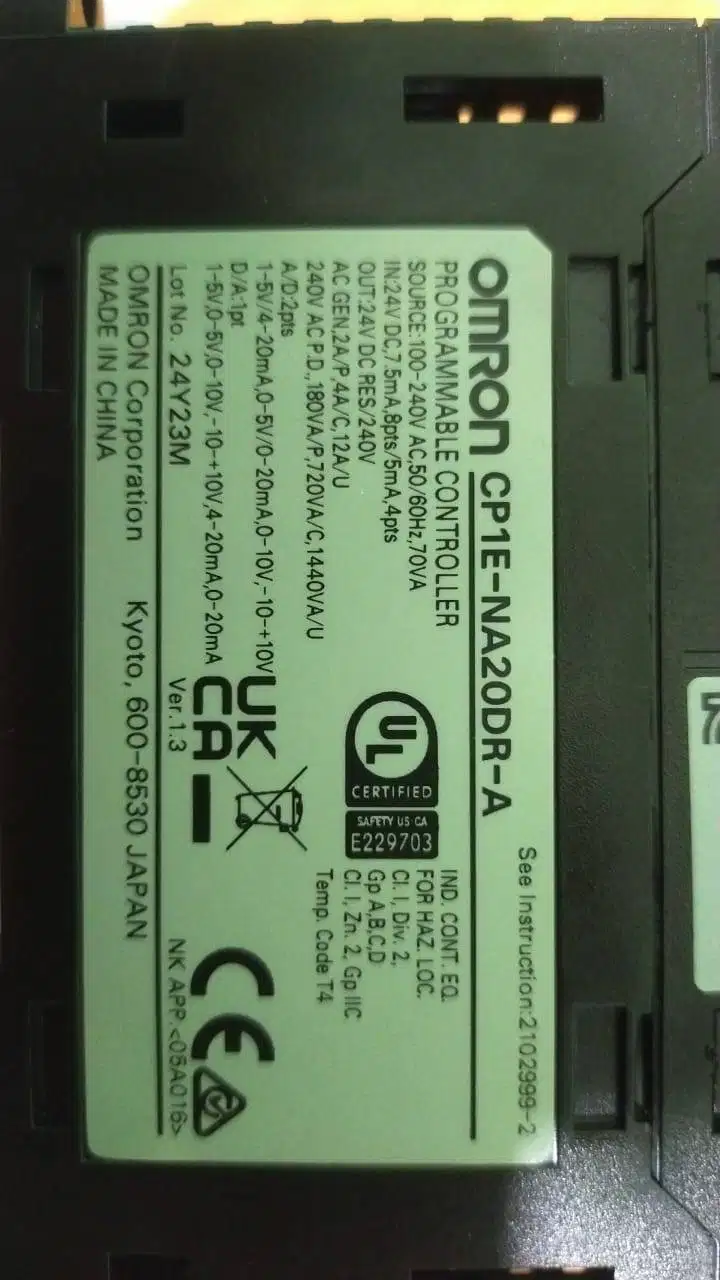 See Instruction:2102999-2
OMRON CP1E-NA20DR-A
PROGRAMMABLE CONTROLLER
SOURCE:100-240V AC,50/60Hz,70VA
IN:24V DC,7.5mA,8pts/5mA,4pts
OUT:24V DC RES/240V
AC GEN,2A/P,4A/C,12A/U
240V AC P.D.,180VA/P,720VA/C,1440VA/U
A/D:2pts
1-5V/4-20mA,0-5V/0-20mA,0-10V,-10-+10V
D/A:1pt
1-5V,0-5V,0-10V,-10-+10V,4-20mA,0-20mA
UL
CERTIFIED
SAFETY US CA
E229703
IND. CONT. EQ.
FOR HAZ. LOC.
Cl. I, Div. 2,
Gp A,B,C,D
Cl. I, Zn. 2, Gp IIC
Temp. Code T4
UK
CA
CE
Lot No. 24Y23M
Ver.1.3
NK APP.<05A016>
OMRON Corporation Kyoto, 600-8530 JAPAN
MADE IN CHINA